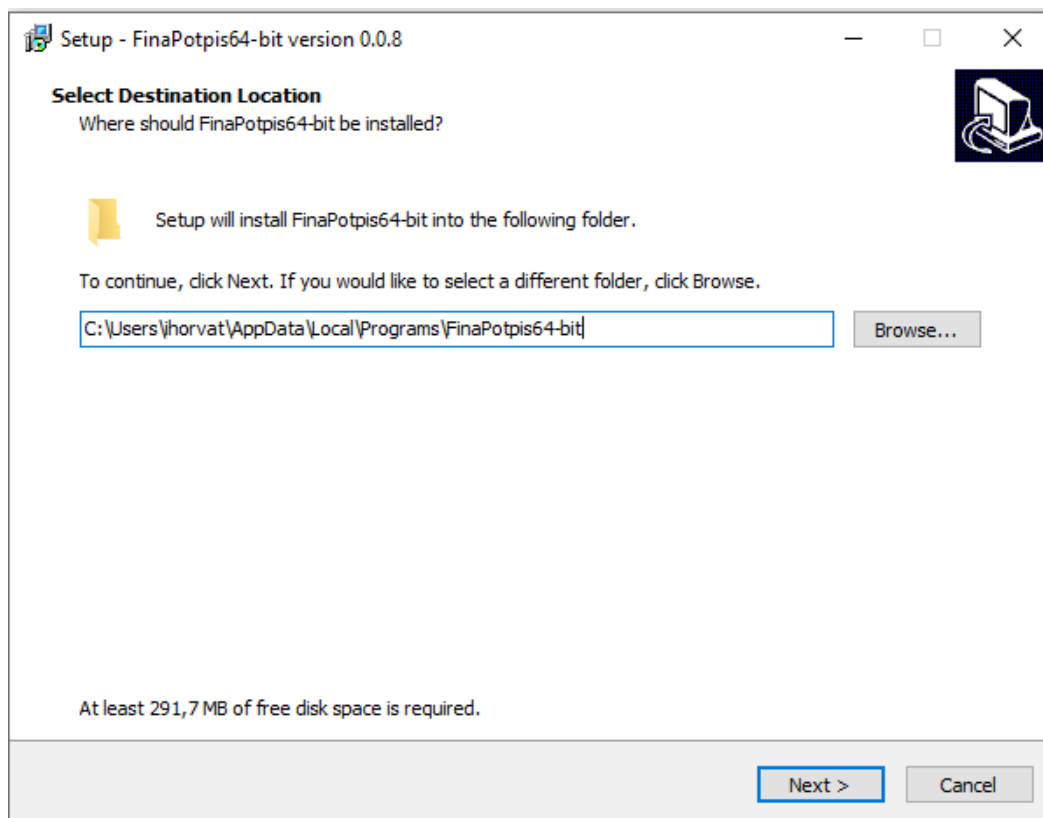 Setup - FinaPotpis64-bit version 0.0.8
Select Destination Location
Where should FinaPotpis64-bit be installed?
Setup will install FinaPotpis64-bit into the following folder.
To continue, click Next. If you would like to select a different folder, click Browse.
C:\Users\ihorvat\AppData\Local\Programs\FinaPotpis64-bit
Browse...
At least 291,7 MB of free disk space is required.
Next >
Cancel